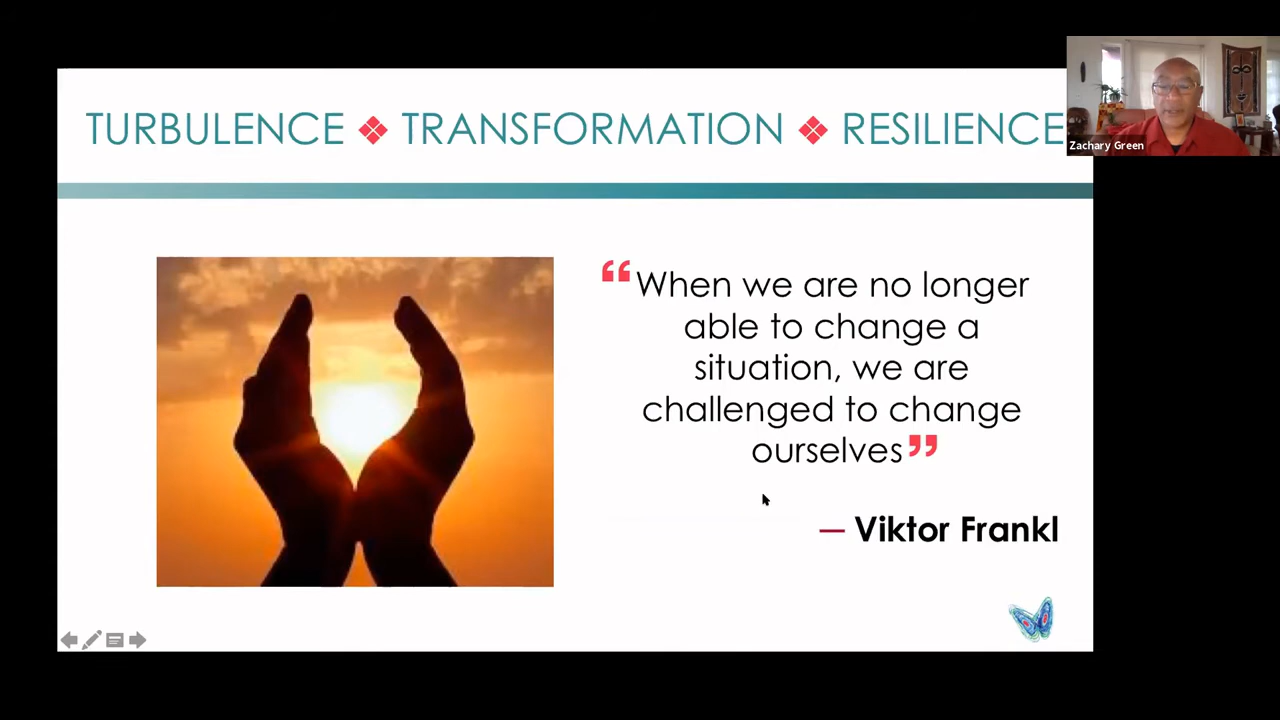 TURBULENCE ❖ TRANSFORMATION ❖ RESILIENCE
Zachary Green
“When we are no longer
able to change a
situation, we are
challenged to change
ourselves”
— Viktor Frankl